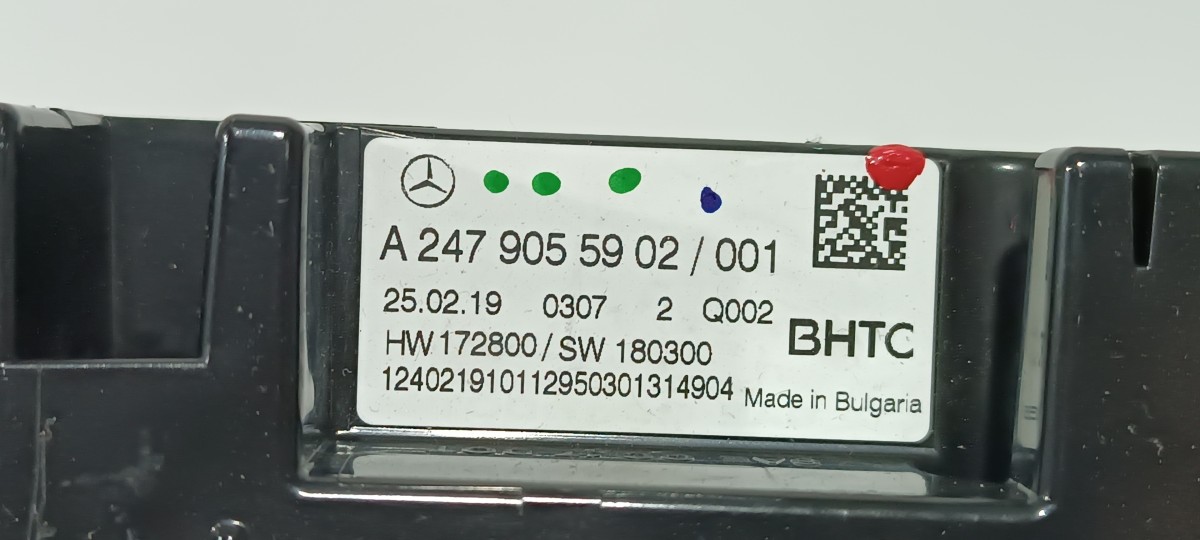 A 247 905 59 02 / 001
25.02.19 0307 2 Q002
HW 172800 / SW 180300
BHTC
124021910112950301314904
Made in Bulgaria